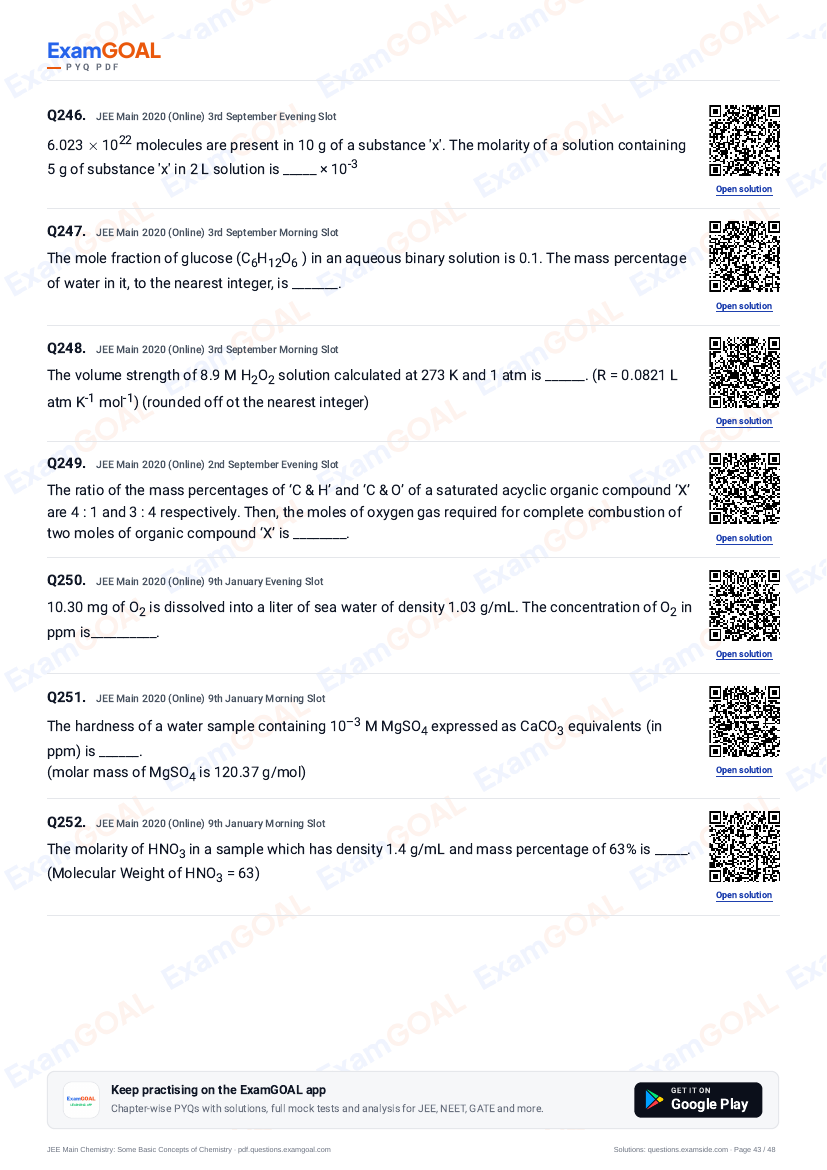 ExamGOAL
PYQ PDF
Q246. JEE Main 2020 (Online) 3rd September Evening Slot
6.023 × 10^22 molecules are present in 10 g of a substance 'x'. The molarity of a solution containing
5 g of substance 'x' in 2 L solution is _____ × 10^-3
Open solution
Q247. JEE Main 2020 (Online) 3rd September Morning Slot
The mole fraction of glucose (C6H12O6 ) in an aqueous binary solution is 0.1. The mass percentage
of water in it, to the nearest integer, is _______.
Open solution
Q248. JEE Main 2020 (Online) 3rd September Morning Slot
The volume strength of 8.9 M H2O2 solution calculated at 273 K and 1 atm is ______. (R = 0.0821 L
atm K^-1 mol^-1) (rounded off ot the nearest integer)
Open solution
Q249. JEE Main 2020 (Online) 2nd September Evening Slot
The ratio of the mass percentages of ‘C & H’ and ‘C & O’ of a saturated acyclic organic compound ‘X’
are 4 : 1 and 3 : 4 respectively. Then, the moles of oxygen gas required for complete combustion of
two moles of organic compound ‘X’ is ________.
Open solution
Q250. JEE Main 2020 (Online) 9th January Evening Slot
10.30 mg of O2 is dissolved into a liter of sea water of density 1.03 g/mL. The concentration of O2 in
ppm is__________.
Open solution
Q251. JEE Main 2020 (Online) 9th January Morning Slot
The hardness of a water sample containing 10^−3 M MgSO4 expressed as CaCO3 equivalents (in
ppm) is ______.
(molar mass of MgSO4 is 120.37 g/mol)
Open solution
Q252. JEE Main 2020 (Online) 9th January Morning Slot
The molarity of HNO3 in a sample which has density 1.4 g/mL and mass percentage of 63% is _____.
(Molecular Weight of HNO3 = 63)
Open solution
ExamGOAL
Keep practising on the ExamGOAL app
Chapter-wise PYQs with solutions, full mock tests and analysis for JEE, NEET, GATE and more.
GET IT ON
Google Play
JEE Main Chemistry: Some Basic Concepts of Chemistry · pdf.questions.examgoal.com
Solutions: questions.examside.com · Page 43 / 48